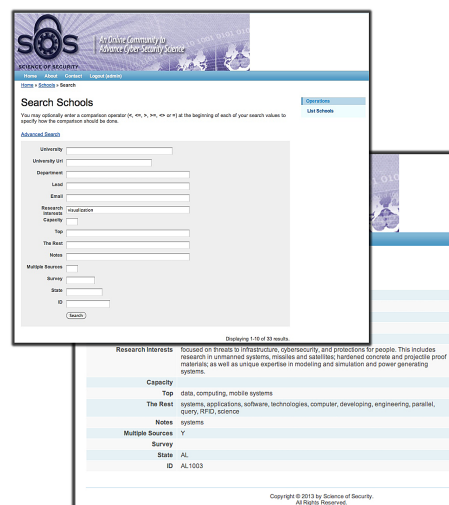 SOS
SCIENCE OF SECURITY
An Online Community to
Advance Cyber-Security Science
Home About Contact Logout (admin)
Home » Schools » Search
Search Schools
You may optionally enter a comparison operator (<, <=, >, >=, <> or =) at the beginning of each of your search values to
specify how the comparison should be done.
Advanced Search
Operations
List Schools
University
University Url
Department
Lead
Email
Research
Interests
visualization
Capacity
Top
The Rest
Notes
Multiple Sources
Survey
State
ID
Search
Displaying 1-10 of 33 results.
Research Interests focused on threats to infrastructure, cybersecurity, and protections for people. This includes
research in unmanned systems, missiles and satellites; hardened concrete and projectile proof
materials; as well as unique expertise in modeling and simulation and power generating
systems.
Capacity
Top data, computing, mobile systems
The Rest systems, applications, software, technologies, computer, developing, engineering, parallel,
query, RFID, science
Notes systems
Multiple Sources Y
Survey
State AL
ID AL1003
Copyright © 2013 by Science of Security.
All Rights Reserved.